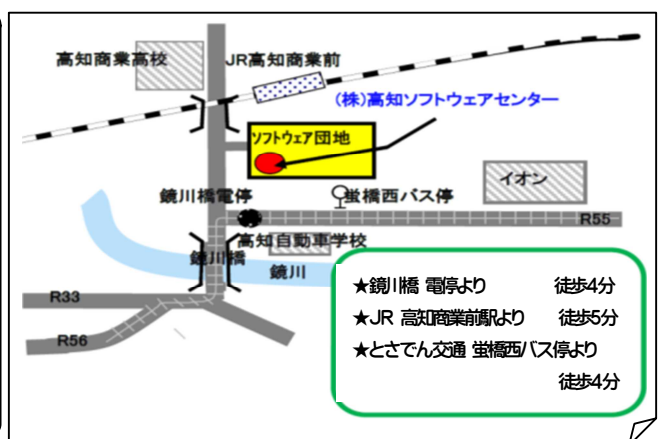 高知商業高校
JR高知商業前
(株)高知ソフトウェアセンター
ソフトウェア団地
イオン
鏡川橋電停
蛍橋西バス停
R55
高知自動車学校
鏡川橋
鏡川
R33
R56
★鏡川橋 電停より 徒歩4分
★JR 高知商業前駅より 徒歩5分
★とさでん交通 蛍橋西バス停より
徒歩4分